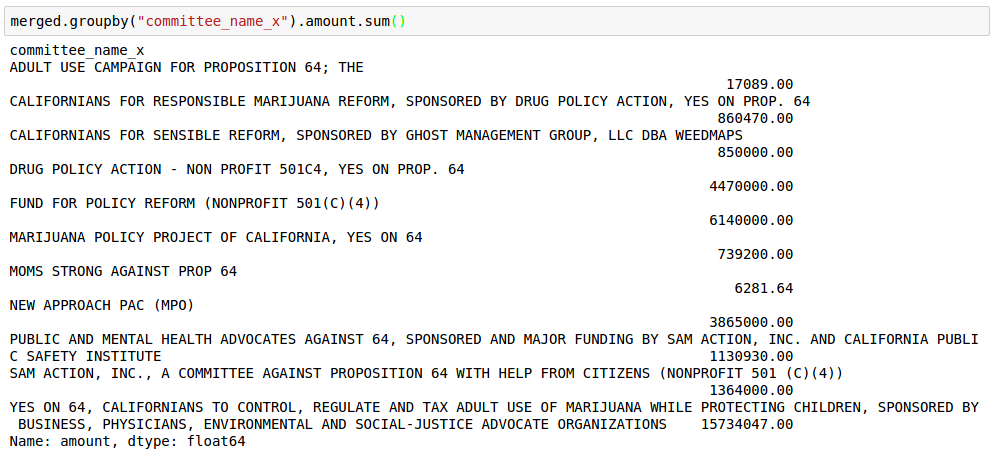 merged.groupby("committee_name_x").amount.sum()
committee_name_x
ADULT USE CAMPAIGN FOR PROPOSITION 64; THE
17089.00
CALIFORNIANS FOR RESPONSIBLE MARIJUANA REFORM, SPONSORED BY DRUG POLICY ACTION, YES ON PROP. 64
860470.00
CALIFORNIANS FOR SENSIBLE REFORM, SPONSORED BY GHOST MANAGEMENT GROUP, LLC DBA WEEDMAPS
850000.00
DRUG POLICY ACTION - NON PROFIT 501C4, YES ON PROP. 64
4470000.00
FUND FOR POLICY REFORM (NONPROFIT 501(C)(4))
6140000.00
MARIJUANA POLICY PROJECT OF CALIFORNIA, YES ON 64
739200.00
MOMS STRONG AGAINST PROP 64
6281.64
NEW APPROACH PAC (MPO)
3865000.00
PUBLIC AND MENTAL HEALTH ADVOCATES AGAINST 64, SPONSORED AND MAJOR FUNDING BY SAM ACTION, INC. AND CALIFORNIA PUBLI
C SAFETY INSTITUTE 1130930.00
SAM ACTION, INC., A COMMITTEE AGAINST PROPOSITION 64 WITH HELP FROM CITIZENS (NONPROFIT 501 (C)(4))
1364000.00
YES ON 64, CALIFORNIANS TO CONTROL, REGULATE AND TAX ADULT USE OF MARIJUANA WHILE PROTECTING CHILDREN, SPONSORED BY
BUSINESS, PHYSICIANS, ENVIRONMENTAL AND SOCIAL-JUSTICE ADVOCATE ORGANIZATIONS 15734047.00
Name: amount, dtype: float64